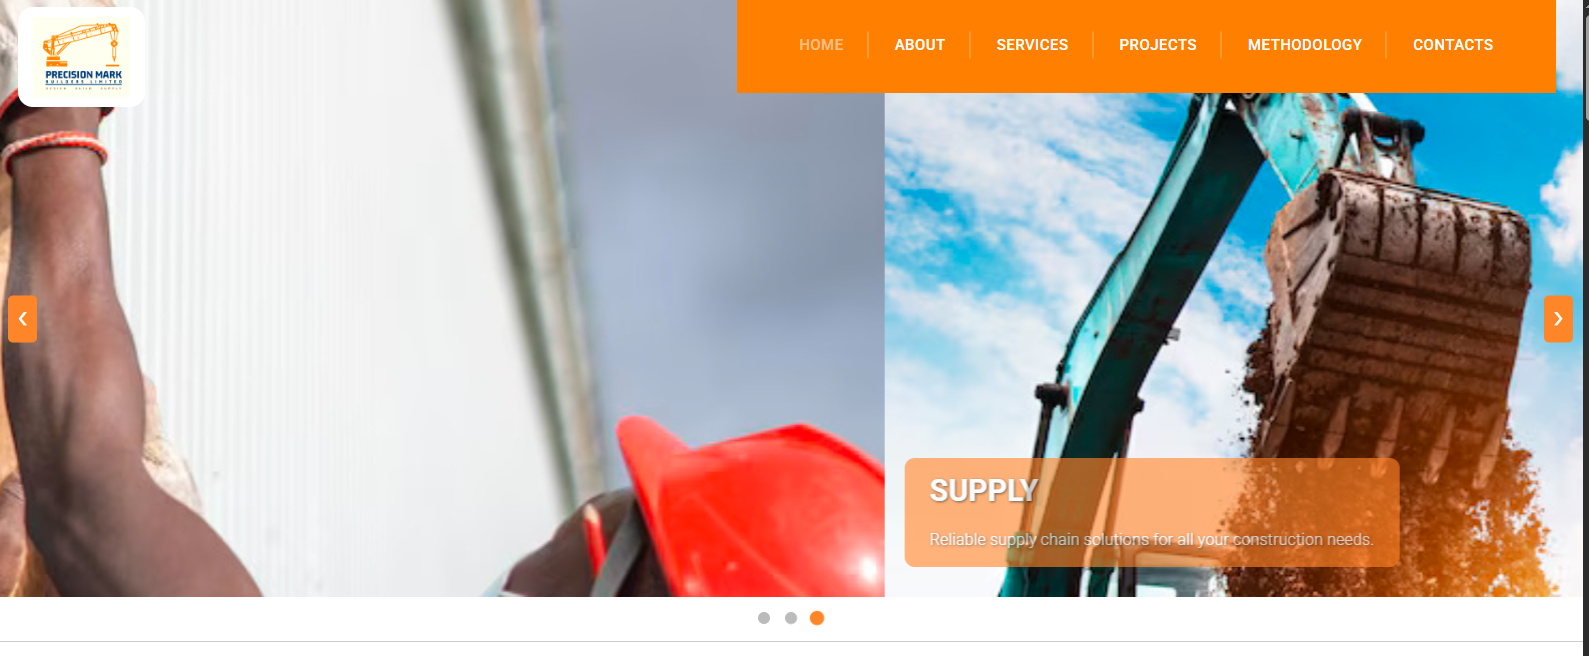 PRECISION MARK
BUILDERS LIMITED
HOME
ABOUT
SERVICES
PROJECTS
METHODOLOGY
CONTACTS
SUPPLY
Reliable supply chain solutions for all your construction needs.